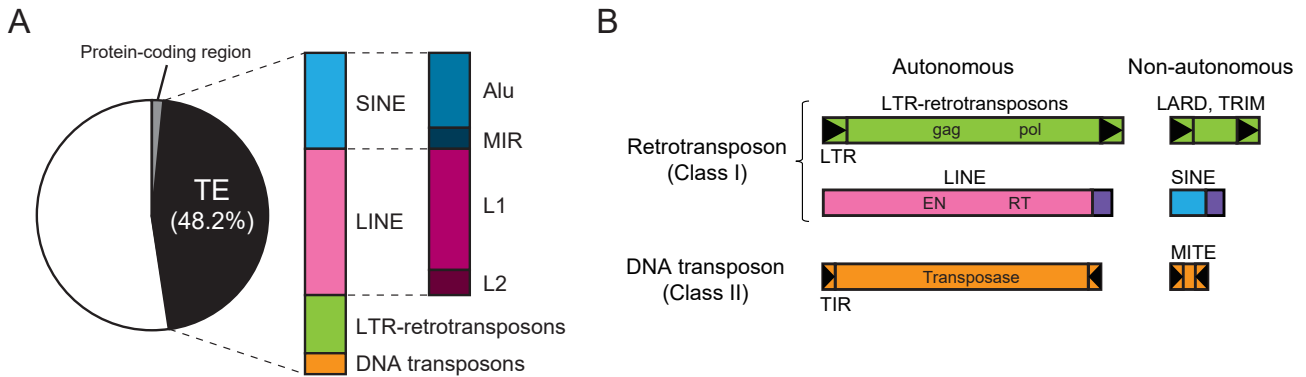 A
Protein-coding region
TE
(48.2%)
SINE
LINE
LTR-retrotransposons
DNA transposons
Alu
MIR
L1
L2
B
Autonomous
Non-autonomous
Retrotransposon
(Class I)
LTR-retrotransposons
LARD, TRIM
gag pol
LTR
LINE
SINE
EN RT
DNA transposon
(Class II)
MITE
Transposase
TIR